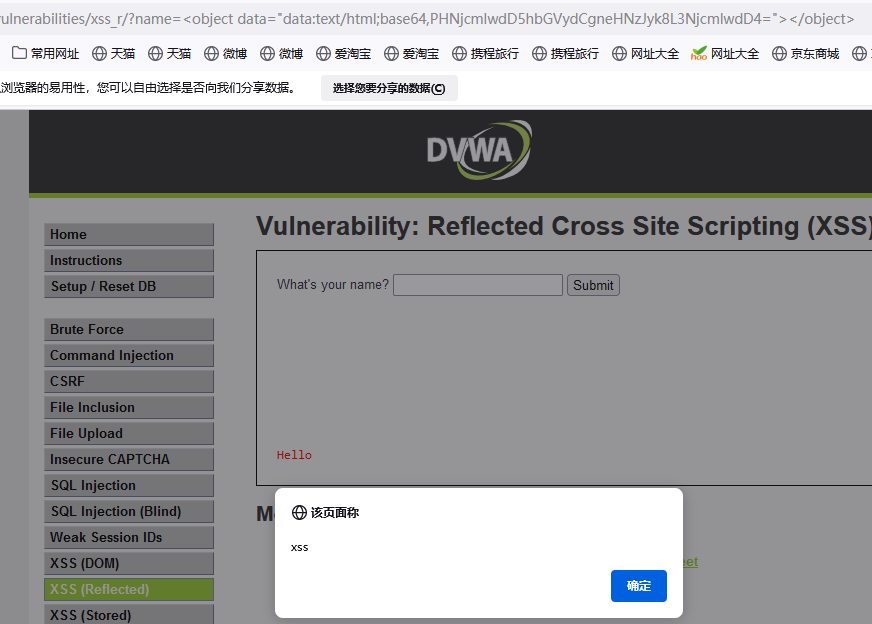 vulnerabilities/xss_r/?name=<object data="data:text/html;base64,PHNjcmlwdD5hbGVydCgneHNzJyk8L3NjcmlwdD4="></object>
常用网址 天猫 天猫 微博 微博 爱淘宝 爱淘宝 携程旅行 携程旅行 网址大全 网址大全 京东商城
浏览器的易用性，您可以自由选择是否向我们分享数据。 选择您要分享的数据(C)
DVWA
Vulnerability: Reflected Cross Site Scripting (XSS)
Home
Instructions
Setup / Reset DB
What's your name? Submit
Brute Force
Command Injection
CSRF
File Inclusion
File Upload
Insecure CAPTCHA
Hello
SQL Injection
SQL Injection (Blind)
Weak Session IDs
XSS (DOM)
XSS (Reflected)
XSS (Stored)
该页面称
xss
确定